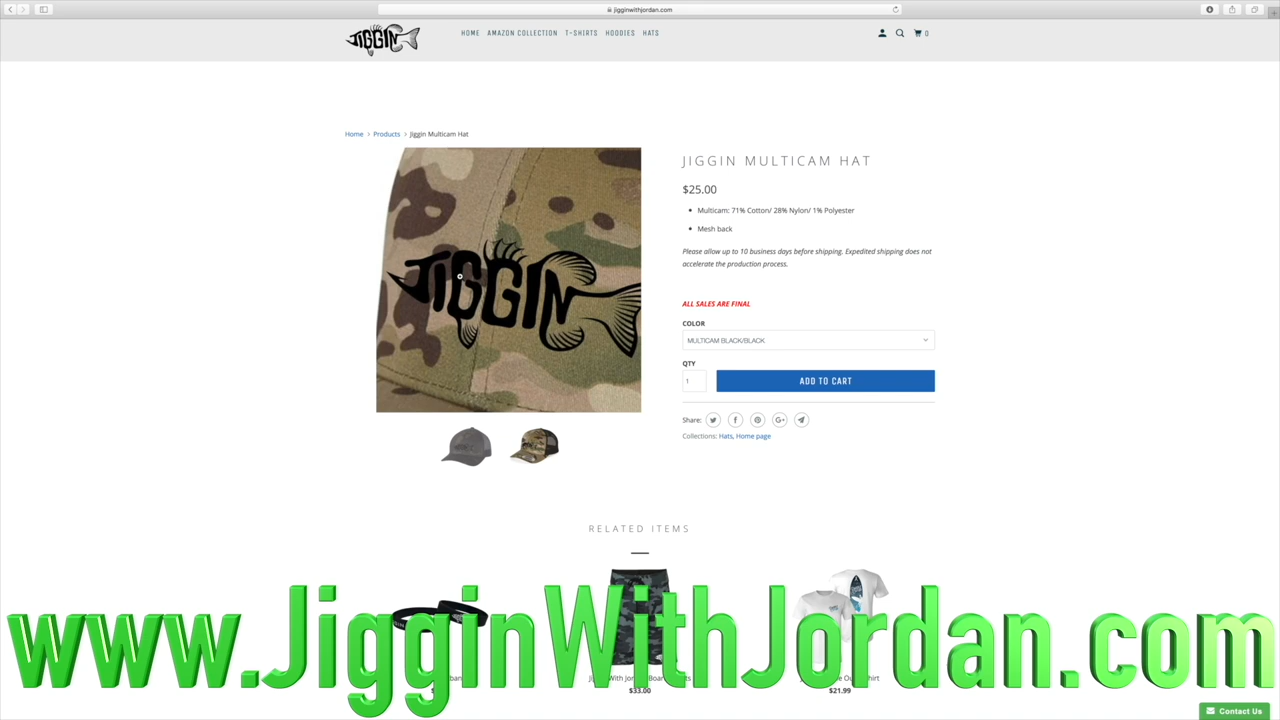 jigginwithjordan.com
JIGGIN
HOME AMAZON COLLECTION T-SHIRTS HOODIES HATS
0
Home > Products > Jiggin Multicam Hat
JIGGIN
JIGGIN MULTICAM HAT
$25.00
Multicam: 71% Cotton/ 28% Nylon/ 1% Polyester
Mesh back
Please allow up to 10 business days before shipping. Expedited shipping does not
accelerate the production process.
ALL SALES ARE FINAL
COLOR
MULTICAM BLACK/BLACK
QTY
1
ADD TO CART
Share:
Collections: Hats, Home page
RELATED ITEMS
www.JigginWithJordan.com
$33.00
$21.99
Contact Us